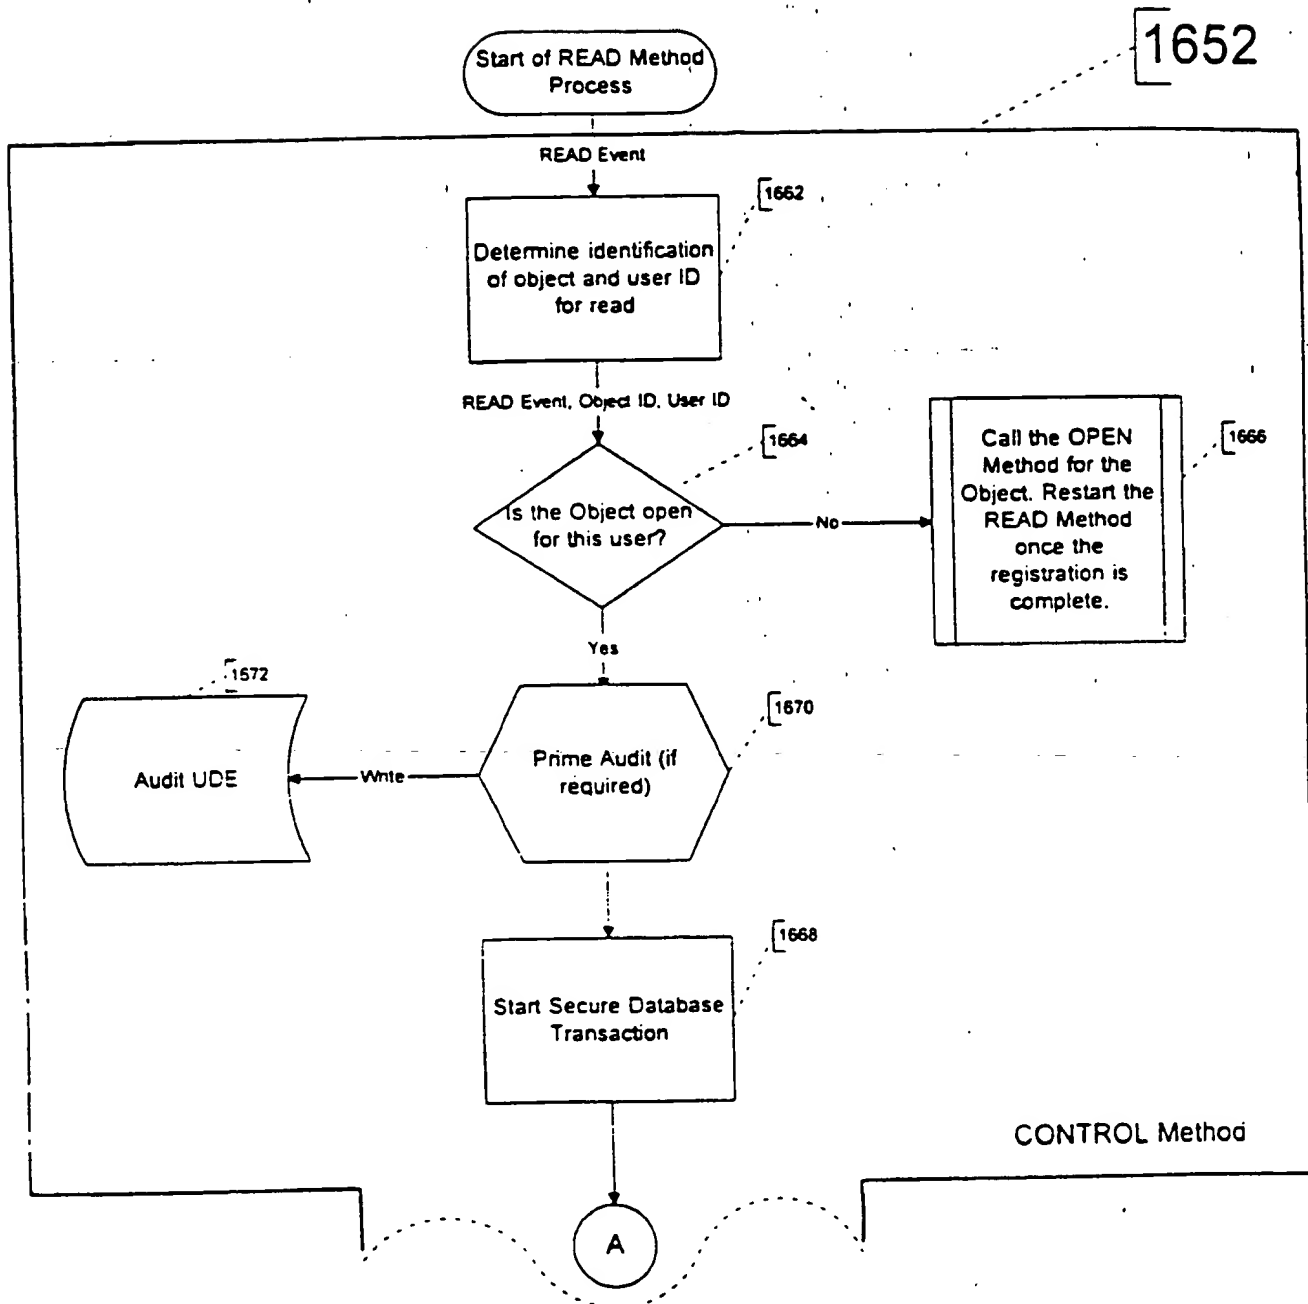 1652
Start of READ Method
Process
READ Event
1662
Determine identification
of object and user ID
for read
READ Event, Object ID, User ID
1664
Is the Object open
for this user?
No
Call the OPEN
Method for the
Object. Restart the
READ Method
once the
registration is
complete.
1666
Yes
1672
Audit UDE
Write
Prime Audit (if
required)
1670
1668
Start Secure Database
Transaction
CONTROL Method
A